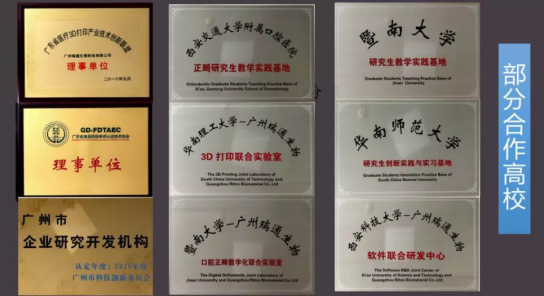 广东省医疗3D打印产业技术创新联盟
广州瑞通生物科技有限公司
理事单位
二〇一八年九月
GD-FDTAEC
理事单位
广州市
企业研究开发机构
认定年度：2018年度
广州市科技创新委员会
西安交通大学附属口腔医院
正畸研究生教学实践基地
Orthodontic Graduate Students Teaching Practice Base of
Xi'an Jiaotong University School of Stomatology
华南理工大学－广州瑞通生物
3D 打印联合实验室
The 3D Printing Joint Laboratory of
South China University of Technology and
Guangzhou Riton Biomaterial Co.,Ltd
暨南大学－广州瑞通生物
口腔正畸数字化联合实验室
The Digital Orthodontic Joint Laboratory of
Jinan University and Guangzhou Riton Biomaterial Co.,Ltd
暨南大学
研究生教学实践基地
Graduate Students Teaching Practice Base of
Jinan University
华南师范大学
研究生创新实践与实习基地
Graduate Students Innovation Practice Base of
South China Normal University
西安科技大学－广州瑞通生物
软件联合研发中心
The Software R&D Joint Center of
Xi'an University of Science and Technology and
Guangzhou Riton Biomaterial Co.,Ltd
部分合作高校